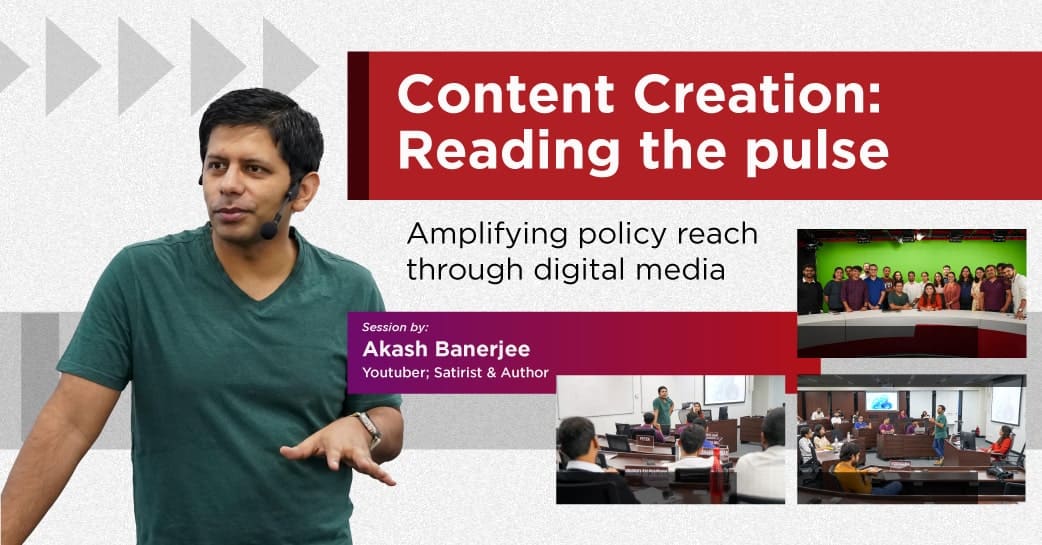 Content Creation:
Reading the pulse
Amplifying policy reach
through digital media
Session by:
Akash Banerjee
Youtuber; Satirist & Author